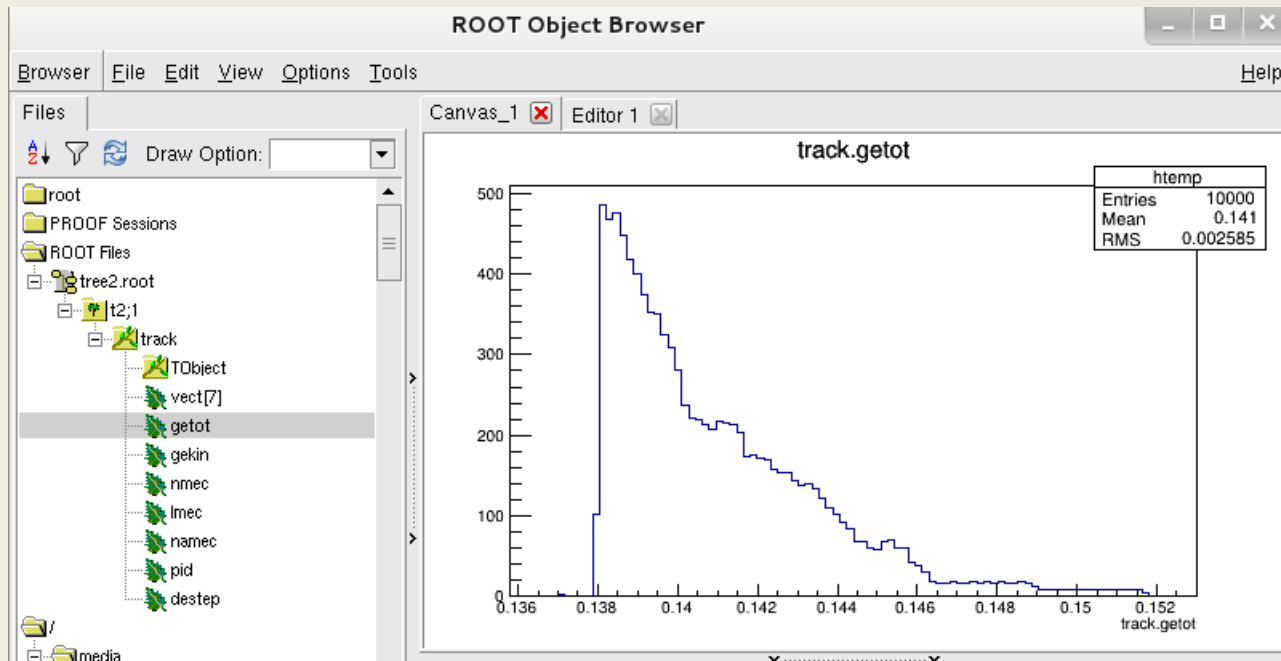 ROOT Object Browser
Browser File Edit View Options Tools Help
Files
Draw Option:
root
PROOF Sessions
ROOT Files
tree2.root
t2;1
track
TObject
vect[7]
getot
gekin
nmec
lmec
namec
pid
destep
/
media
Canvas_1 Editor 1
track.getot
htemp
Entries 10000
Mean 0.141
RMS 0.002585
500
400
300
200
100
0
0.136 0.138 0.14 0.142 0.144 0.146 0.148 0.15 0.152
track.getot